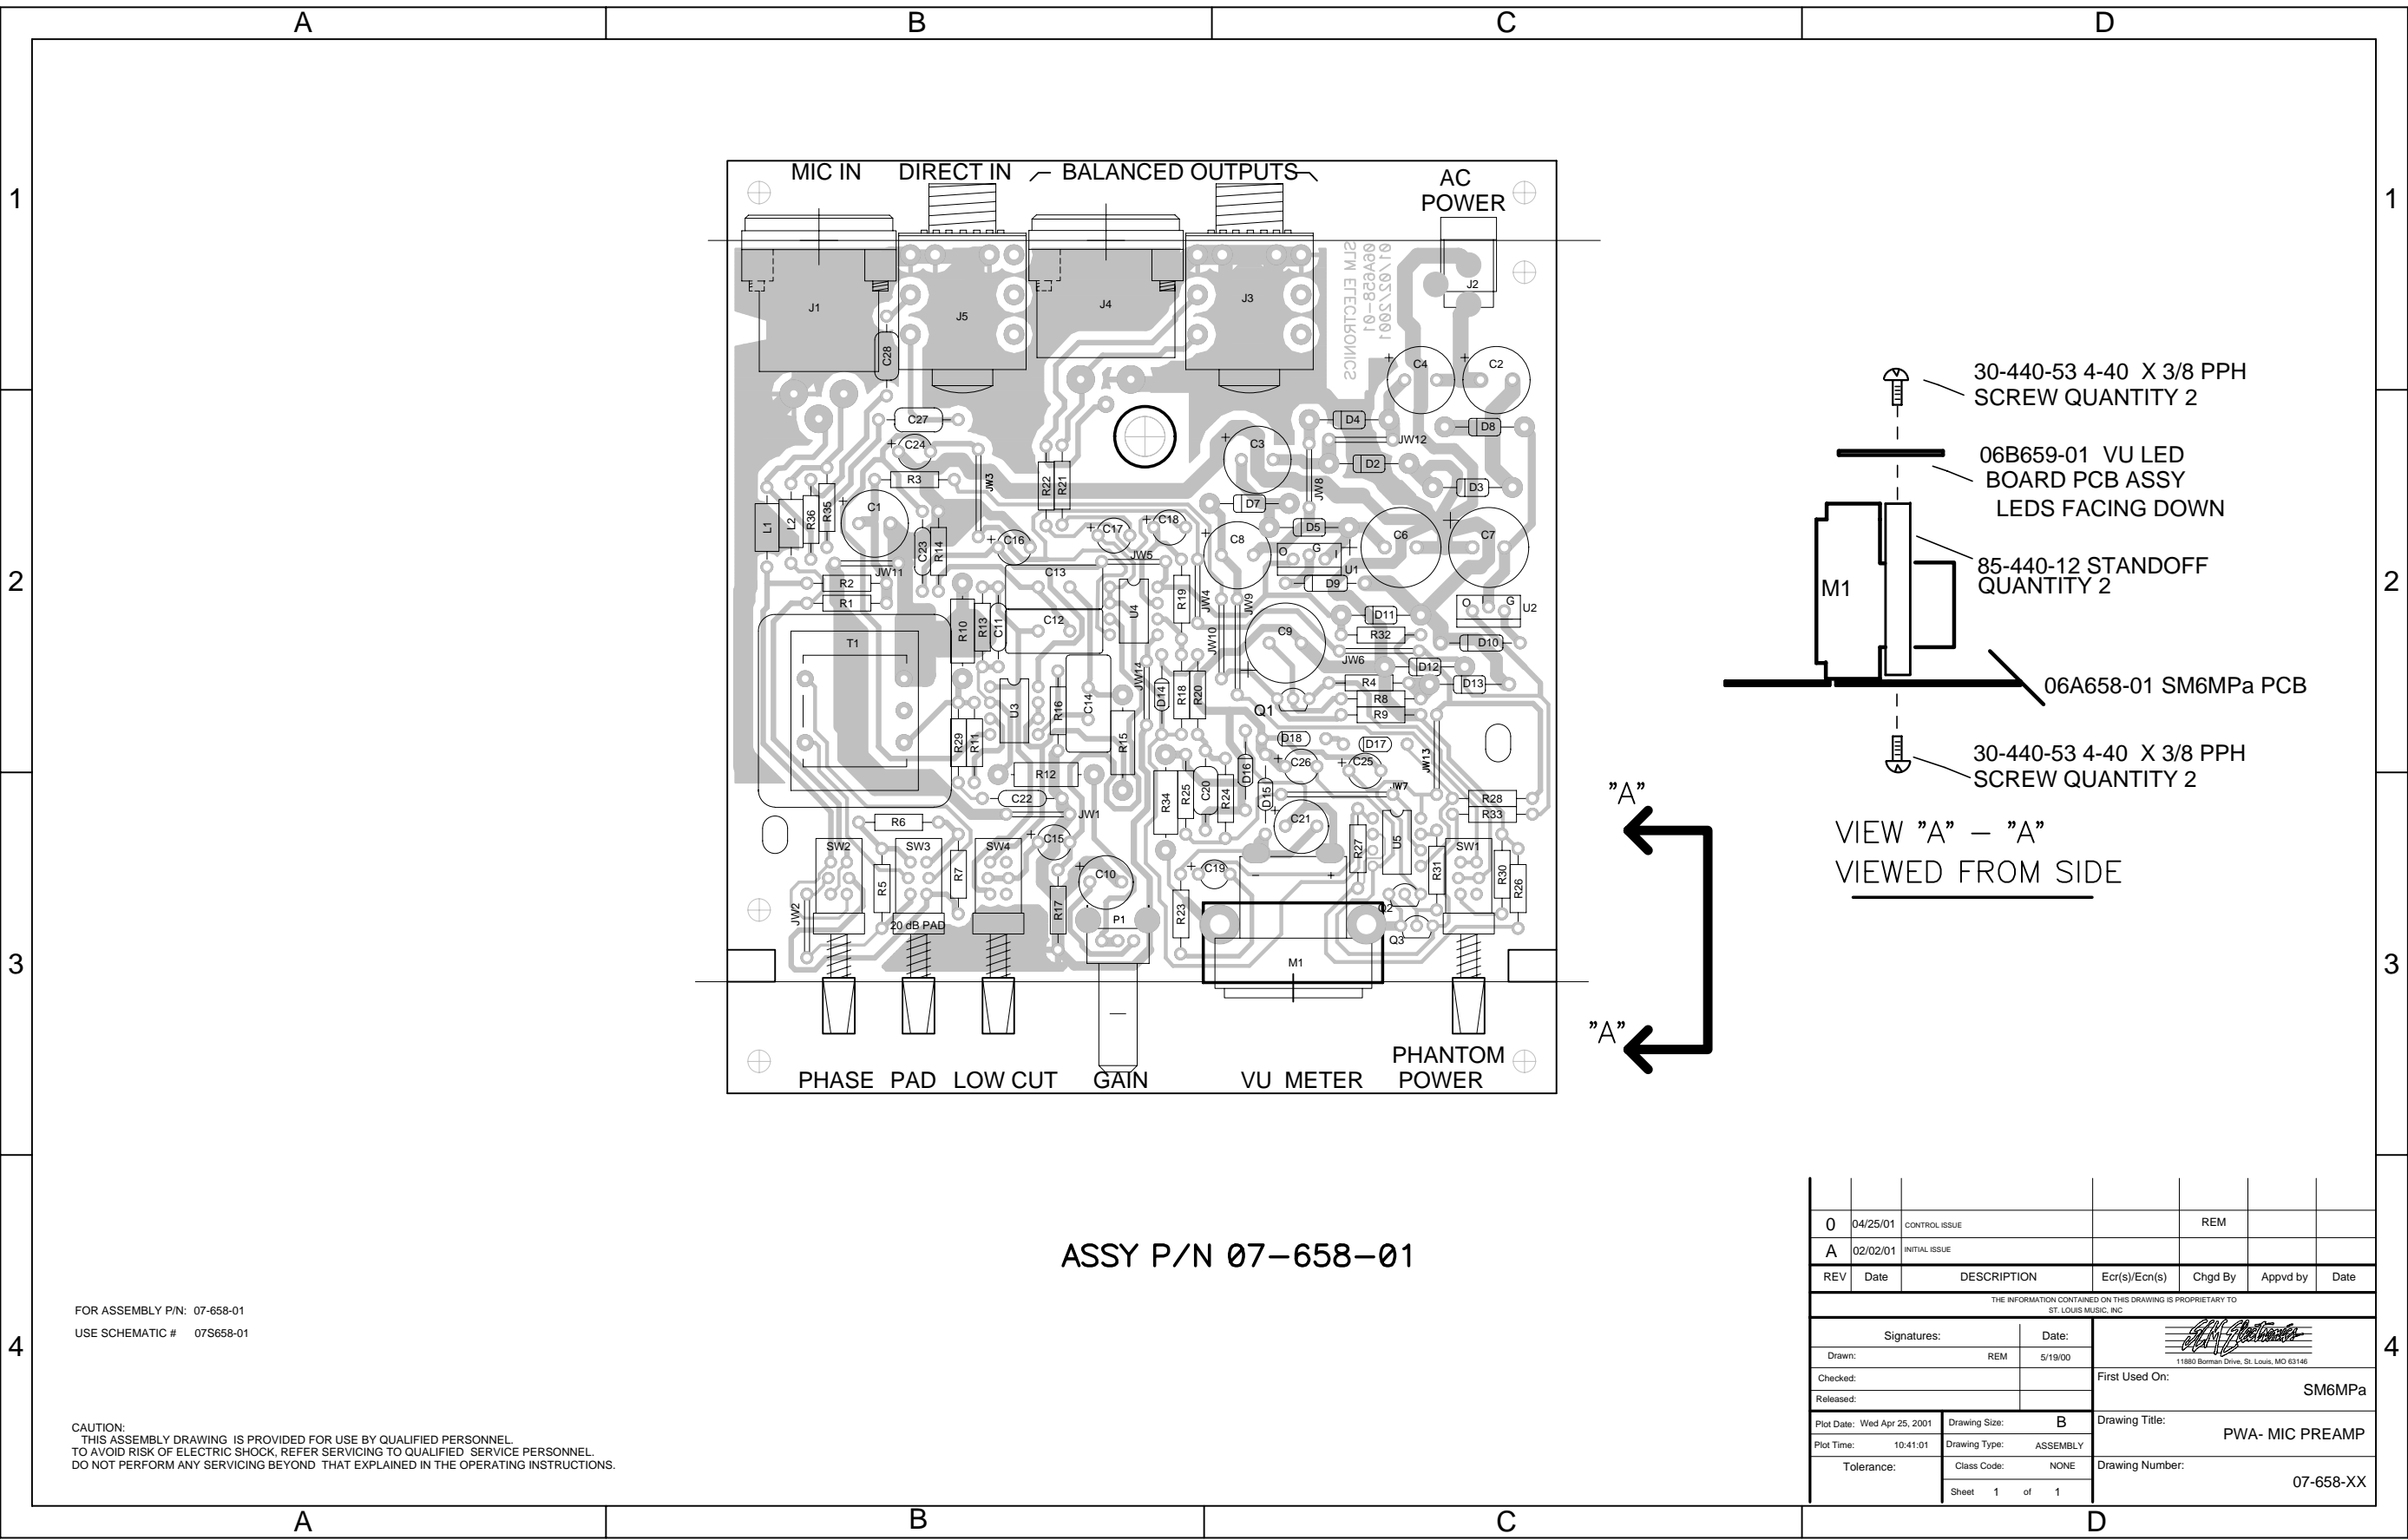 A B C D
1 1
MIC IN DIRECT IN BALANCED OUTPUTS
AC
POWER
SLM ELECTRONICS
06A658-01
01/02/2001
J1 J5 J4 J3 J2
C28 C4 C2
C27 D4 D8
C24 C3 JW12
D2
R3 JW3 R22 R21 JW8 D3
L1 L2 R36 R35 C1 D7
C17 C18 D5
C23 R14 + C16 C8 O G I C6 C7
JW5 U1
JW11 C13
R2 D9
R1 U4 R19 JW4 JW9 O I G U2
R10 R13 C11 C12 D11
T1 JW10 C9 R32 D10
JW6 D12
JW14 R4 D13
U3 R16 C14 D14 R18 R20 R8
Q1 R9
R29 R11 R15 D18 D17
C26 C25 JW13
R12 D16
C22 R34 R25 C20 R24 D15 JW7 R28
JW1 R33
R6 C15 C21
SW2 SW3 SW4 R27 U5 SW1
R5 R7 C10 C19 - + R31 R30 R26
JW2 R17 R23 Q2
20 dB PAD P1
Q3
M1
PHANTOM
PHASE PAD LOW CUT GAIN VU METER POWER
"A"
"A"
30-440-53 4-40 X 3/8 PPH
SCREW QUANTITY 2
06B659-01 VU LED
BOARD PCB ASSY
LEDS FACING DOWN
85-440-12 STANDOFF
QUANTITY 2
M1
06A658-01 SM6MPa PCB
30-440-53 4-40 X 3/8 PPH
SCREW QUANTITY 2
VIEW "A" – "A"
VIEWED FROM SIDE
2 2
3 3
ASSY P/N 07-658-01
FOR ASSEMBLY P/N: 07-658-01
USE SCHEMATIC # 07S658-01
CAUTION:
THIS ASSEMBLY DRAWING IS PROVIDED FOR USE BY QUALIFIED PERSONNEL.
TO AVOID RISK OF ELECTRIC SHOCK, REFER SERVICING TO QUALIFIED SERVICE PERSONNEL.
DO NOT PERFORM ANY SERVICING BEYOND THAT EXPLAINED IN THE OPERATING INSTRUCTIONS.
4 4
0 04/25/01 CONTROL ISSUE REM
A 02/02/01 INITIAL ISSUE
REV Date DESCRIPTION Ecr(s)/Ecn(s) Chgd By Appvd by Date
THE INFORMATION CONTAINED ON THIS DRAWING IS PROPRIETARY TO
ST. LOUIS MUSIC, INC
Signatures: Date:
SLM Electronics
11880 Borman Drive, St. Louis, MO 63146
Drawn: REM 5/19/00
Checked:
Released:
First Used On:
SM6MPa
Plot Date: Wed Apr 25, 2001 Drawing Size: B
Plot Time: 10:41:01 Drawing Type: ASSEMBLY
Drawing Title:
PWA- MIC PREAMP
Tolerance: Class Code: NONE
Sheet 1 of 1
Drawing Number:
07-658-XX
A B C D